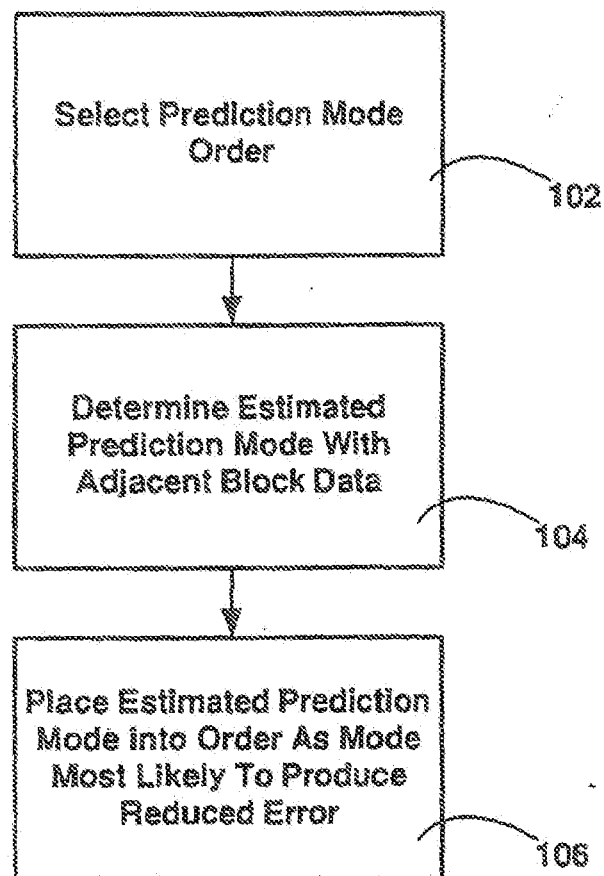 Select Prediction Mode
Order
102
Determine Estimated
Prediction Mode With
Adjacent Block Data
104
Place Estimated Prediction
Mode into Order As Mode
Most Likely To Produce
Reduced Error
106